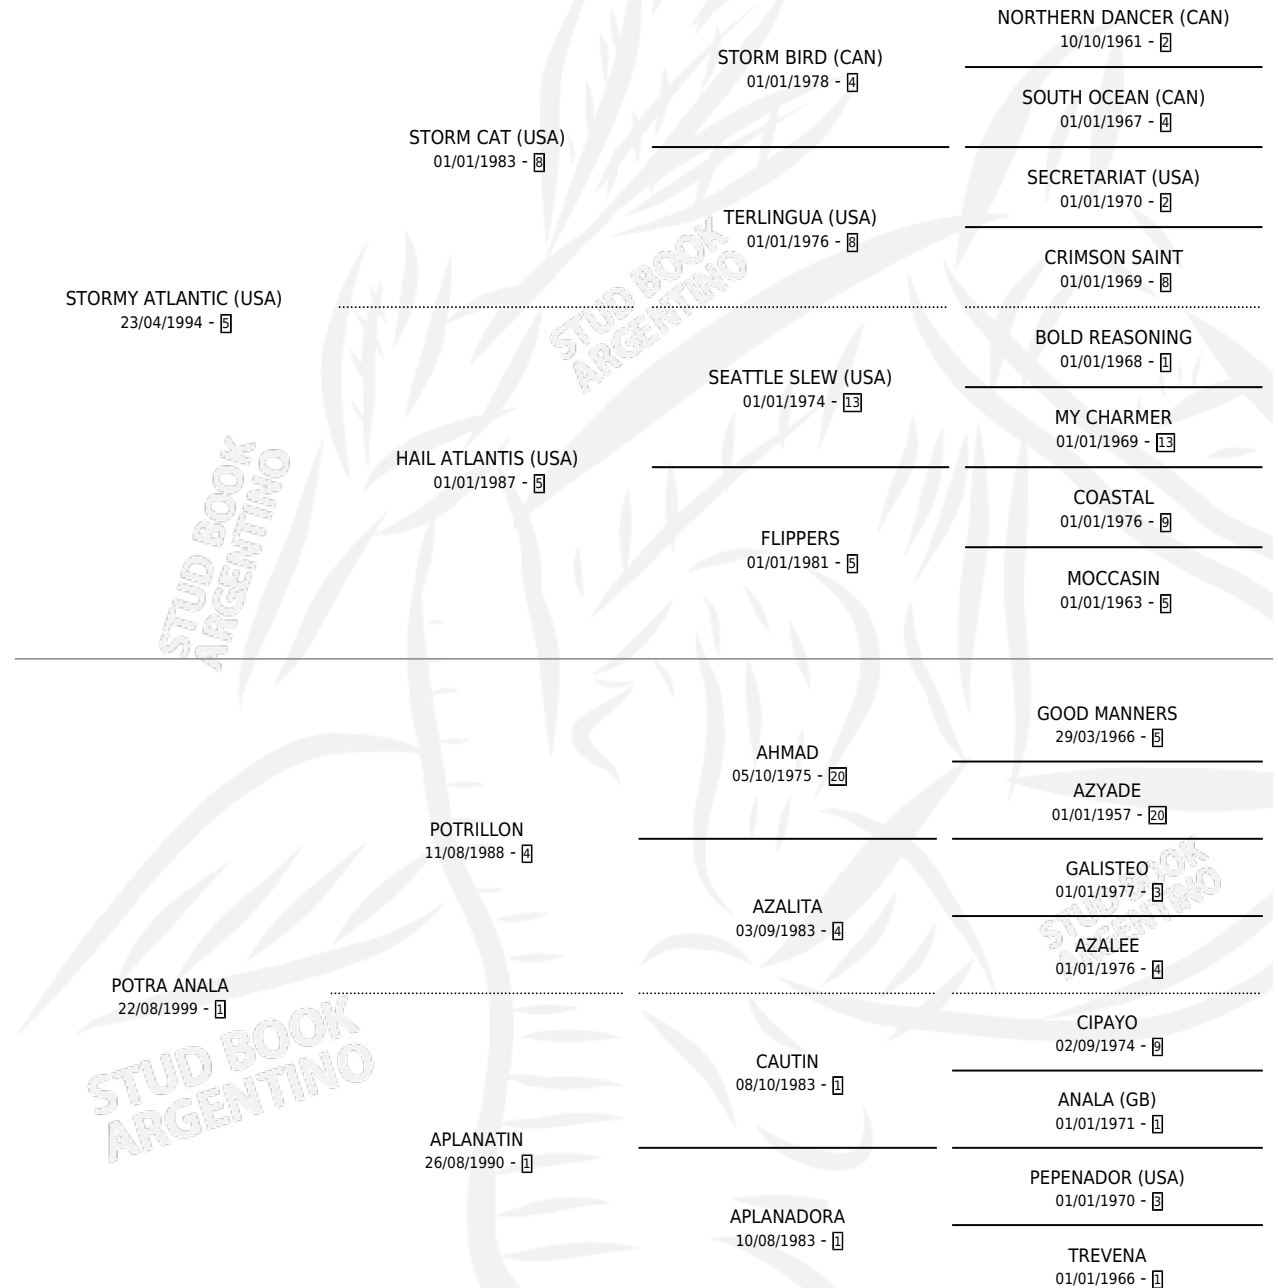 NORTHERN DANCER (CAN)
10/10/1961 - 2
STORM BIRD (CAN)
01/01/1978 - 4
SOUTH OCEAN (CAN)
01/01/1967 - 4
STORM CAT (USA)
01/01/1983 - 8
SECRETARIAT (USA)
01/01/1970 - 2
TERLINGUA (USA)
01/01/1976 - 8
CRIMSON SAINT
01/01/1969 - 8
STORMY ATLANTIC (USA)
23/04/1994 - 5
STUD BOOK
ARGENTINO
BOLD REASONING
01/01/1968 - 1
SEATTLE SLEW (USA)
01/01/1974 - 13
MY CHARMER
01/01/1969 - 13
HAIL ATLANTIS (USA)
01/01/1987 - 5
COASTAL
01/01/1976 - 9
FLIPPERS
01/01/1981 - 5
MOCCASIN
01/01/1963 - 5
STUD BOOK
ARGENTINO
GOOD MANNERS
29/03/1966 - 5
AHMAD
05/10/1975 - 20
AZYADE
01/01/1957 - 20
POTRILLON
11/08/1988 - 4
GALISTEO
01/01/1977 - 3
AZALITA
03/09/1983 - 4
STUD BOOK
ARGENTINO
AZALEE
01/01/1976 - 4
POTRA ANALA
22/08/1999 - 1
STUD BOOK
ARGENTINO
CIPAYO
02/09/1974 - 9
CAUTIN
08/10/1983 - 1
ANALA (GB)
01/01/1971 - 1
APLANATIN
26/08/1990 - 1
PEPENADOR (USA)
01/01/1970 - 3
APLANADORA
10/08/1983 - 1
TREVENA
01/01/1966 - 1